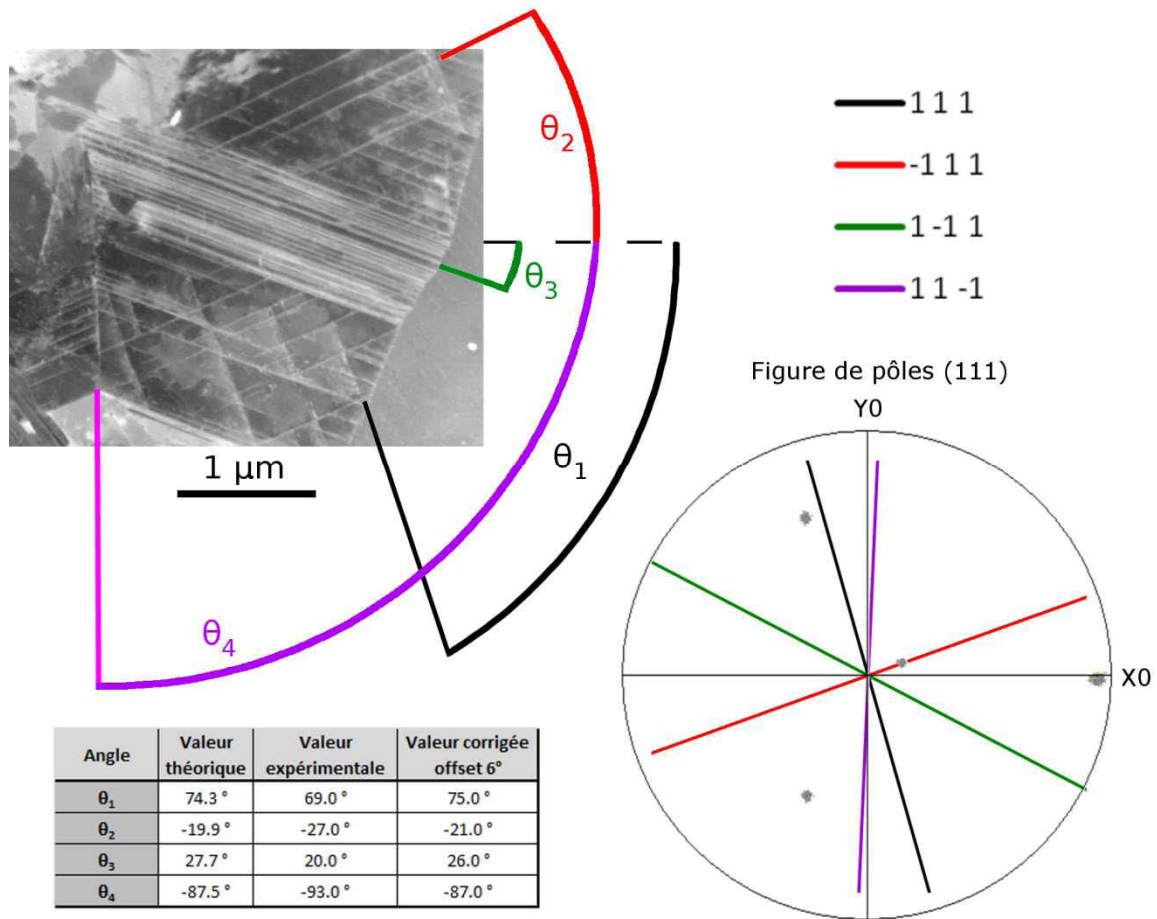 θ2
θ3
θ1
θ4
1 μm
1 1 1
-1 1 1
1 -1 1
1 1 -1
Figure de pôles (111)
Y0
X0
Angle Valeur théorique Valeur expérimentale Valeur corrigée offset 6°
θ1 74.3 ° 69.0 ° 75.0 °
θ2 -19.9 ° -27.0 ° -21.0 °
θ3 27.7 ° 20.0 ° 26.0 °
θ4 -87.5 ° -93.0 ° -87.0 °